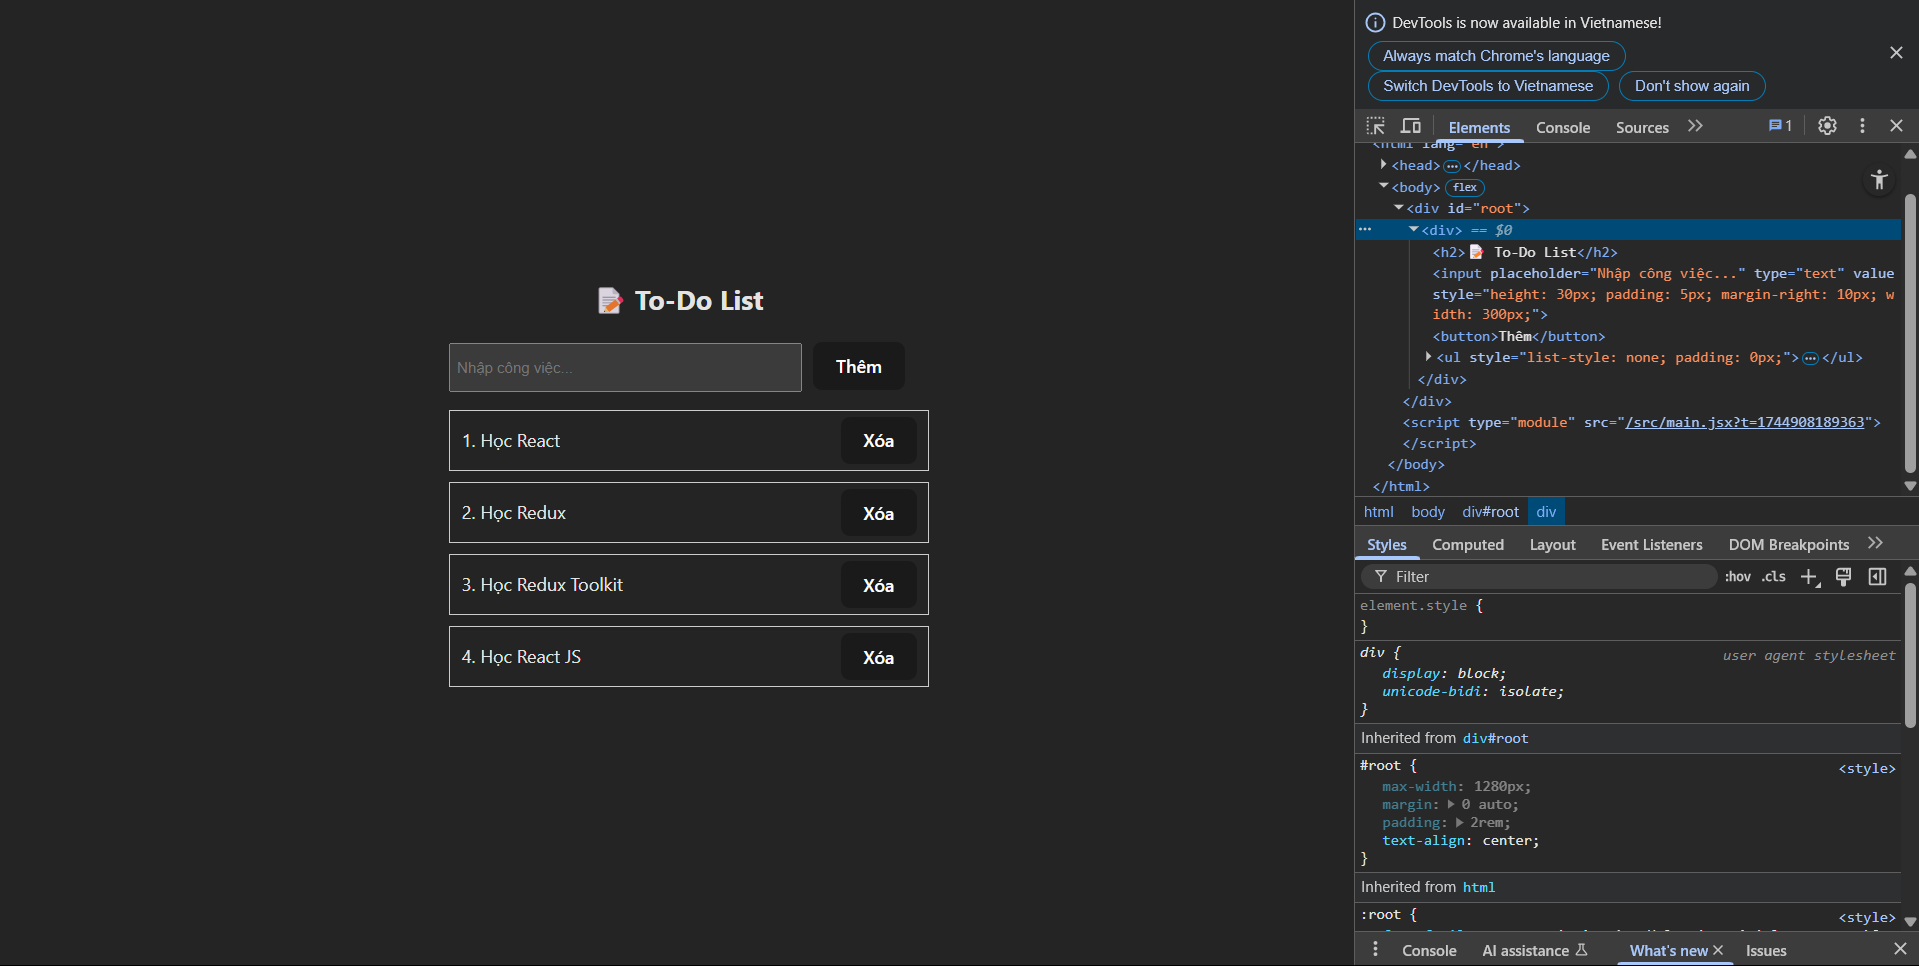 To-Do List
Nhập công việc...
Thêm
1. Học React
Xóa
2. Học Redux
Xóa
3. Học Redux Toolkit
Xóa
4. Học React JS
Xóa
DevTools is now available in Vietnamese!
Always match Chrome's language
Switch DevTools to Vietnamese
Don't show again
Elements
Console
Sources
1
<html lang="en">
<head>…</head>
<body> flex
<div id="root">
<div> == $0
<h2>📝 To-Do List</h2>
<input placeholder="Nhập công việc..." type="text" value
style="height: 30px; padding: 5px; margin-right: 10px; w
idth: 300px;">
<button>Thêm</button>
<ul style="list-style: none; padding: 0px;">…</ul>
</div>
</div>
<script type="module" src="/src/main.jsx?t=1744908189363">
</script>
</body>
</html>
html body div#root div
Styles Computed Layout Event Listeners DOM Breakpoints
Filter
:hov .cls
element.style {
}
div {
user agent stylesheet
display: block;
unicode-bidi: isolate;
}
Inherited from div#root
#root {
<style>
max-width: 1280px;
margin: 0 auto;
padding: 2rem;
text-align: center;
}
Inherited from html
:root {
<style>
Console
AI assistance
What's new
Issues